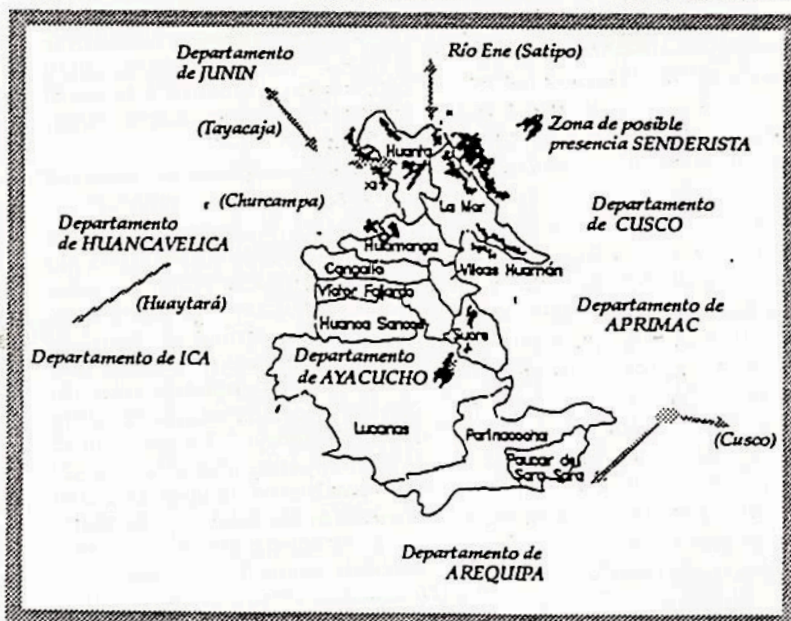 Departamento
de JUNIN
Río Ene (Satipo)
(Tayacaja)
Zona de posible
presencia SENDERISTA
Huanta
(Churcampa)
La Mar
Departamento
de CUSCO
Departamento
de HUANCAVELICA
Huamanga
Cangallo
Vilcas Huamán
Víctor Fajardo
(Huaytará)
Huanca Sancos
Sucre
Departamento de
APRIMAC
Departamento de ICA
Departamento
de AYACUCHO
Lucanas
Parinacocha
(Cusco)
Paucar de
Sara Sara
Departamento de
AREQUIPA